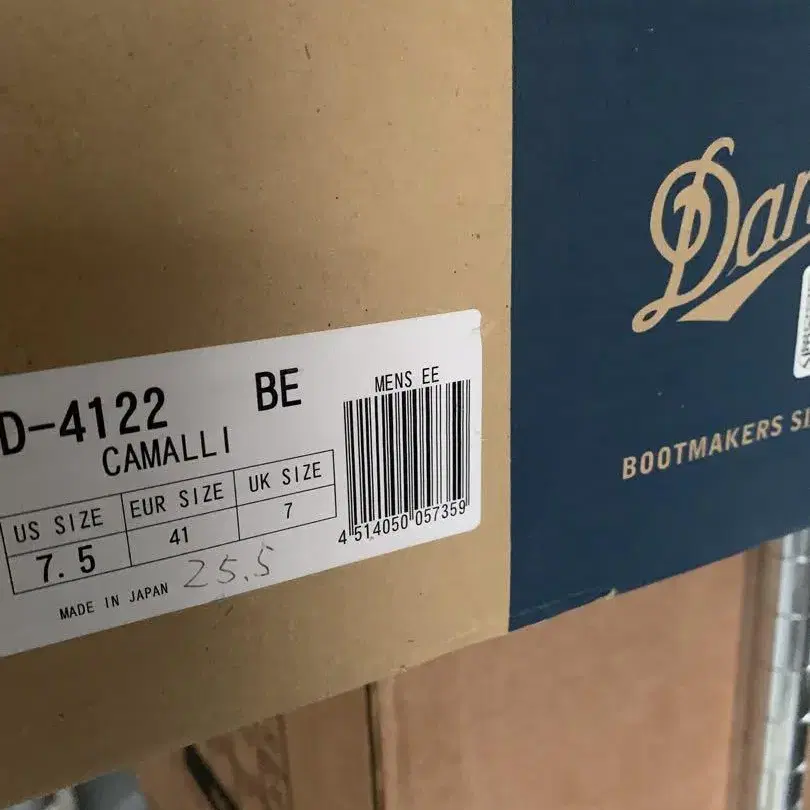 D-4122 BE
CAMALLI
MENS EE
US SIZE EUR SIZE UK SIZE
7.5 41 7
4 514050 057359
MADE IN JAPAN 25.5
Dan
BOOTMAKERS SI